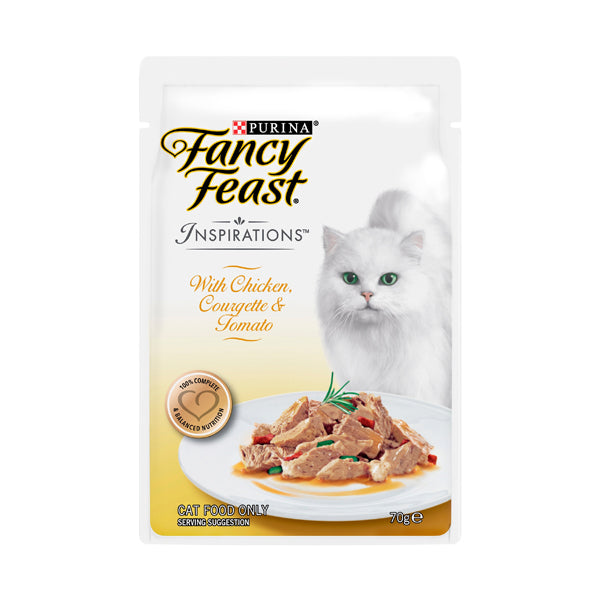 PURINA®
Fancy
Feast®
INSPIRATIONS™
With Chicken,
Courgette &
Tomato
100% COMPLETE
& BALANCED NUTRITION
CAT FOOD ONLY
SERVING SUGGESTION
70g℮